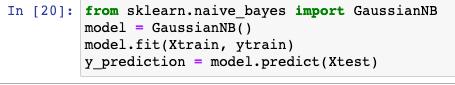 In [20]: from sklearn.naive_bayes import GaussianNB
model = GaussianNB()
model.fit(Xtrain, ytrain)
y_prediction = model.predict(Xtest)